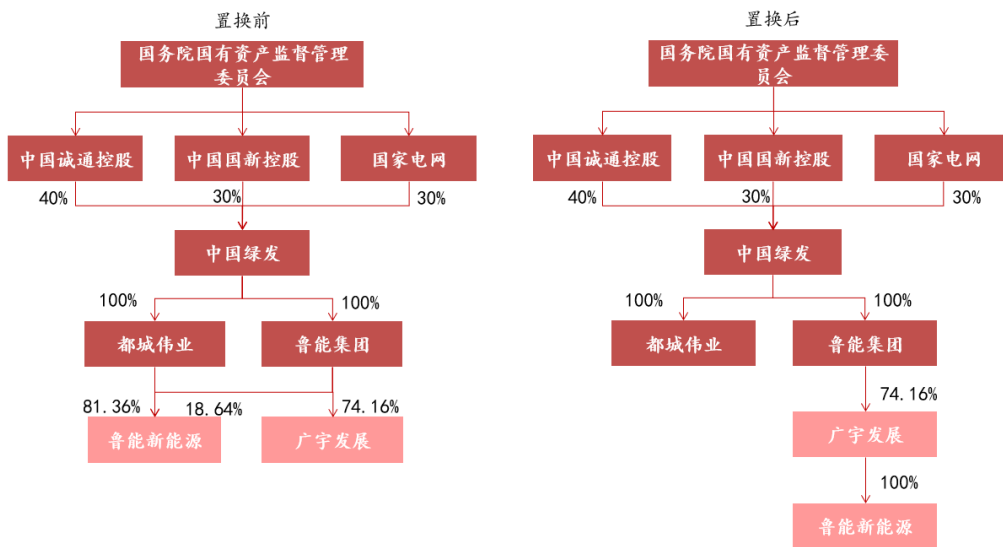 置换前
国务院国有资产监督管理
委员会
中国诚通控股
中国国新控股
国家电网
40%
30%
30%
中国绿发
100%
100%
都城伟业
鲁能集团
81.36%
18.64%
74.16%
鲁能新能源
广宇发展
置换后
国务院国有资产监督管理委
员会
中国诚通控股
中国国新控股
国家电网
40%
30%
30%
中国绿发
100%
100%
都城伟业
鲁能集团
74.16%
广宇发展
100%
鲁能新能源